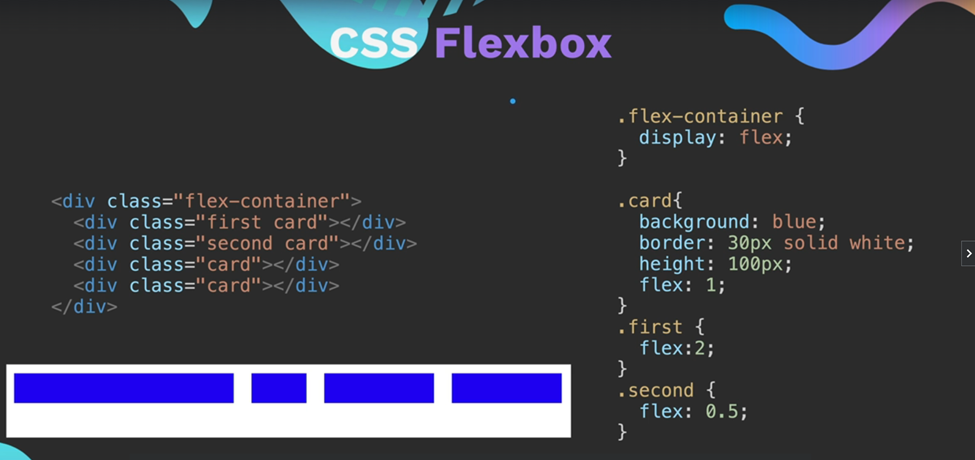 CSS Flexbox
<div class="flex-container">
<div class="first card"></div>
<div class="second card"></div>
<div class="card"></div>
<div class="card"></div>
</div>
.flex-container {
display: flex;
}
.card{
background: blue;
border: 30px solid white;
height: 100px;
flex: 1;
}
.first {
flex:2;
}
.second {
flex: 0.5;
}